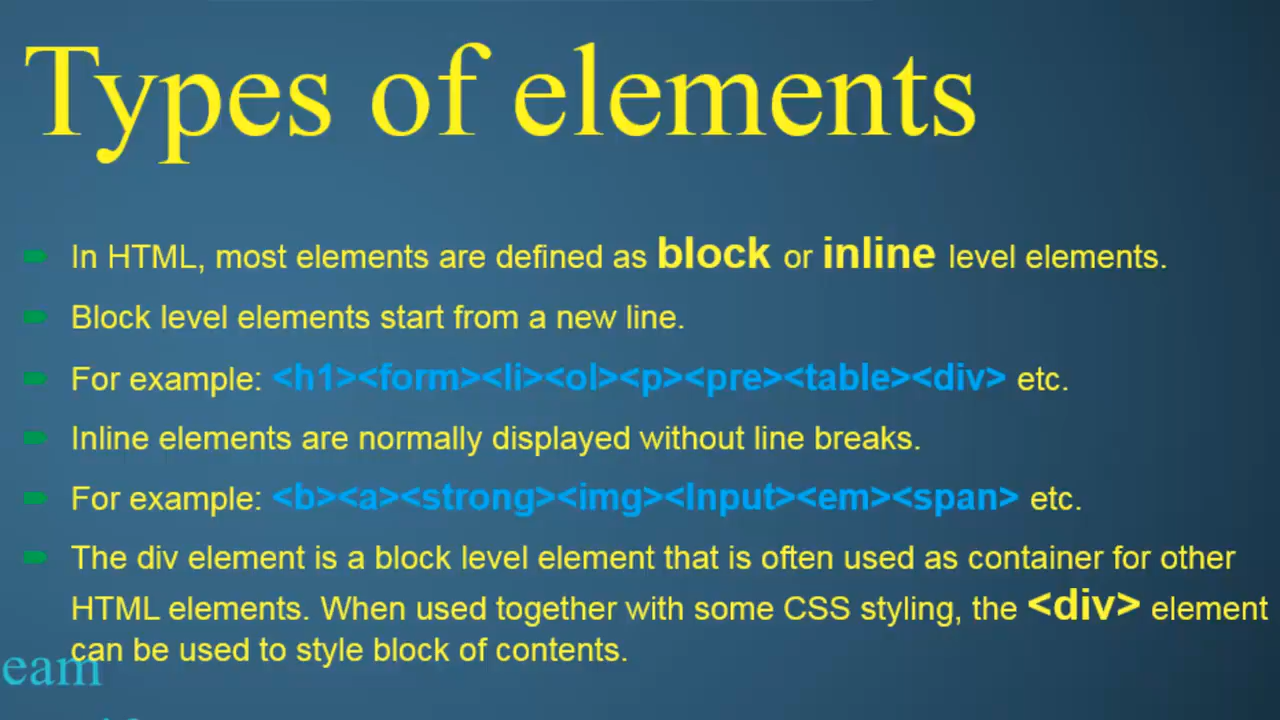 Types of elements
In HTML, most elements are defined as block or inline level elements.
Block level elements start from a new line.
For example: <h1><form><li><ol><p><pre><table><div> etc.
Inline elements are normally displayed without line breaks.
For example: <b><a><strong><img><Input><em><span> etc.
The div element is a block level element that is often used as container for other
HTML elements. When used together with some CSS styling, the <div> element
can be used to style block of contents.
eam